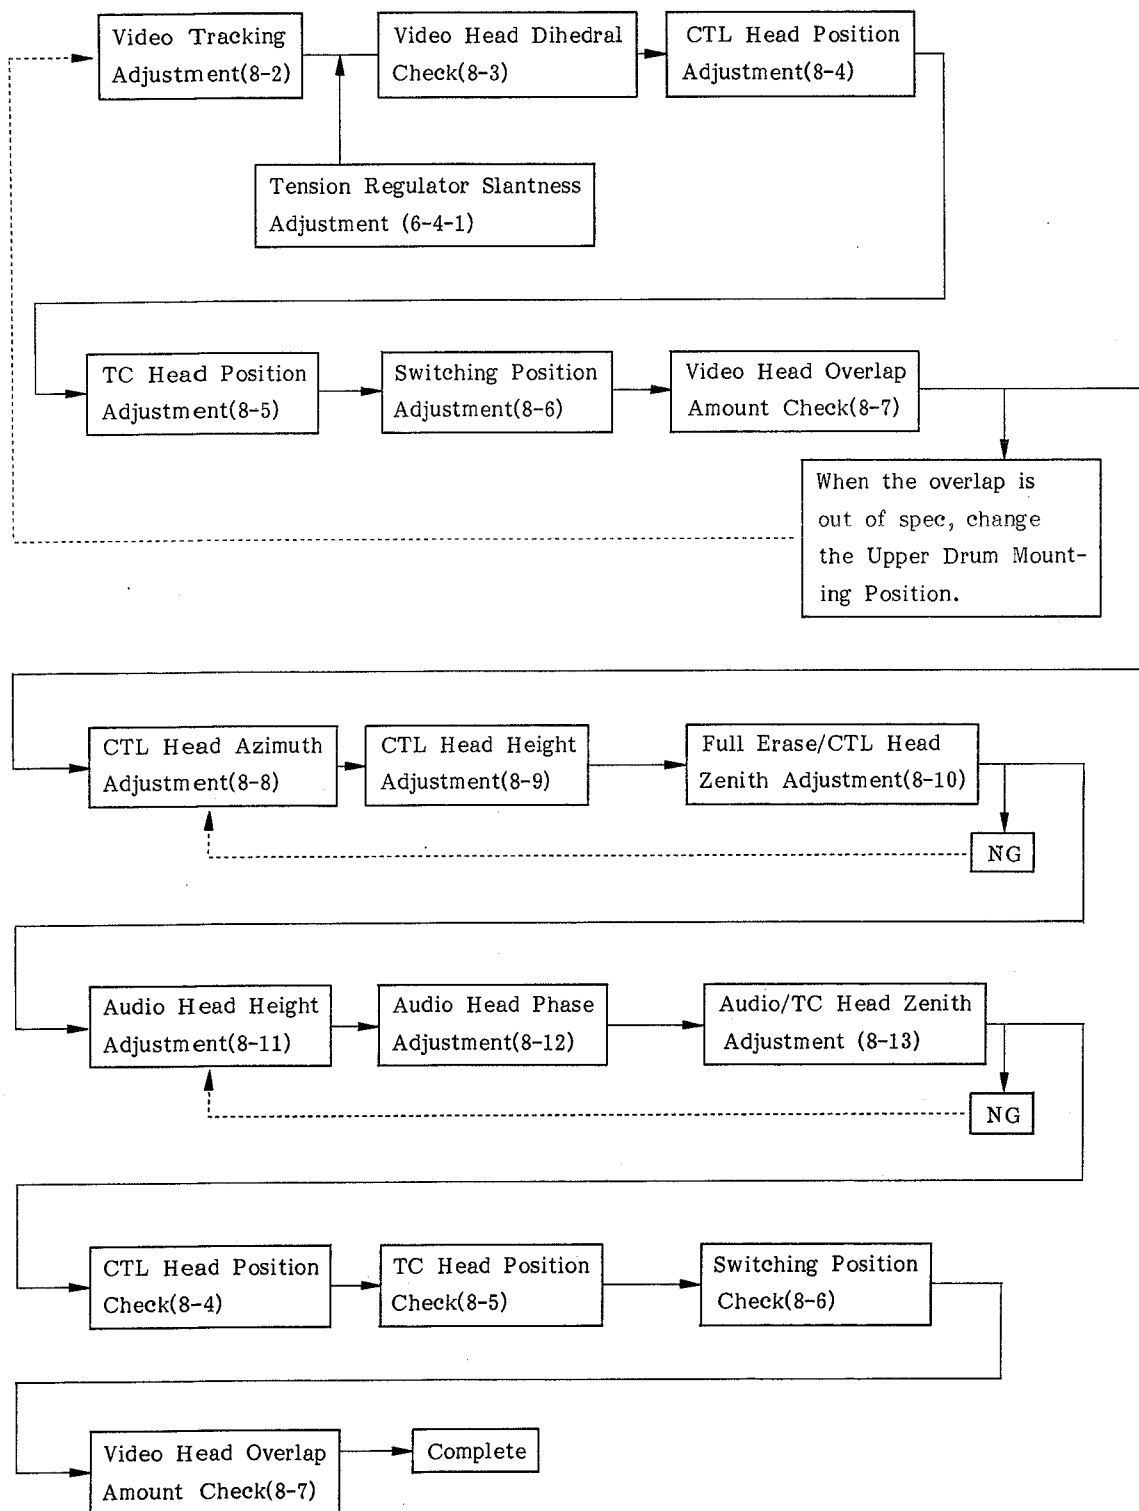 Video Tracking
Adjustment(8-2)
Video Head Dihedral
Check(8-3)
CTL Head Position
Adjustment(8-4)
Tension Regulator Slantness
Adjustment (6-4-1)
TC Head Position
Adjustment(8-5)
Switching Position
Adjustment(8-6)
Video Head Overlap
Amount Check(8-7)
When the overlap is
out of spec, change
the Upper Drum Mount-
ing Position.
CTL Head Azimuth
Adjustment(8-8)
CTL Head Height
Adjustment(8-9)
Full Erase/CTL Head
Zenith Adjustment(8-10)
NG
Audio Head Height
Adjustment(8-11)
Audio Head Phase
Adjustment(8-12)
Audio/TC Head Zenith
Adjustment (8-13)
NG
CTL Head Position
Check(8-4)
TC Head Position
Check(8-5)
Switching Position
Check(8-6)
Video Head Overlap
Amount Check(8-7)
Complete